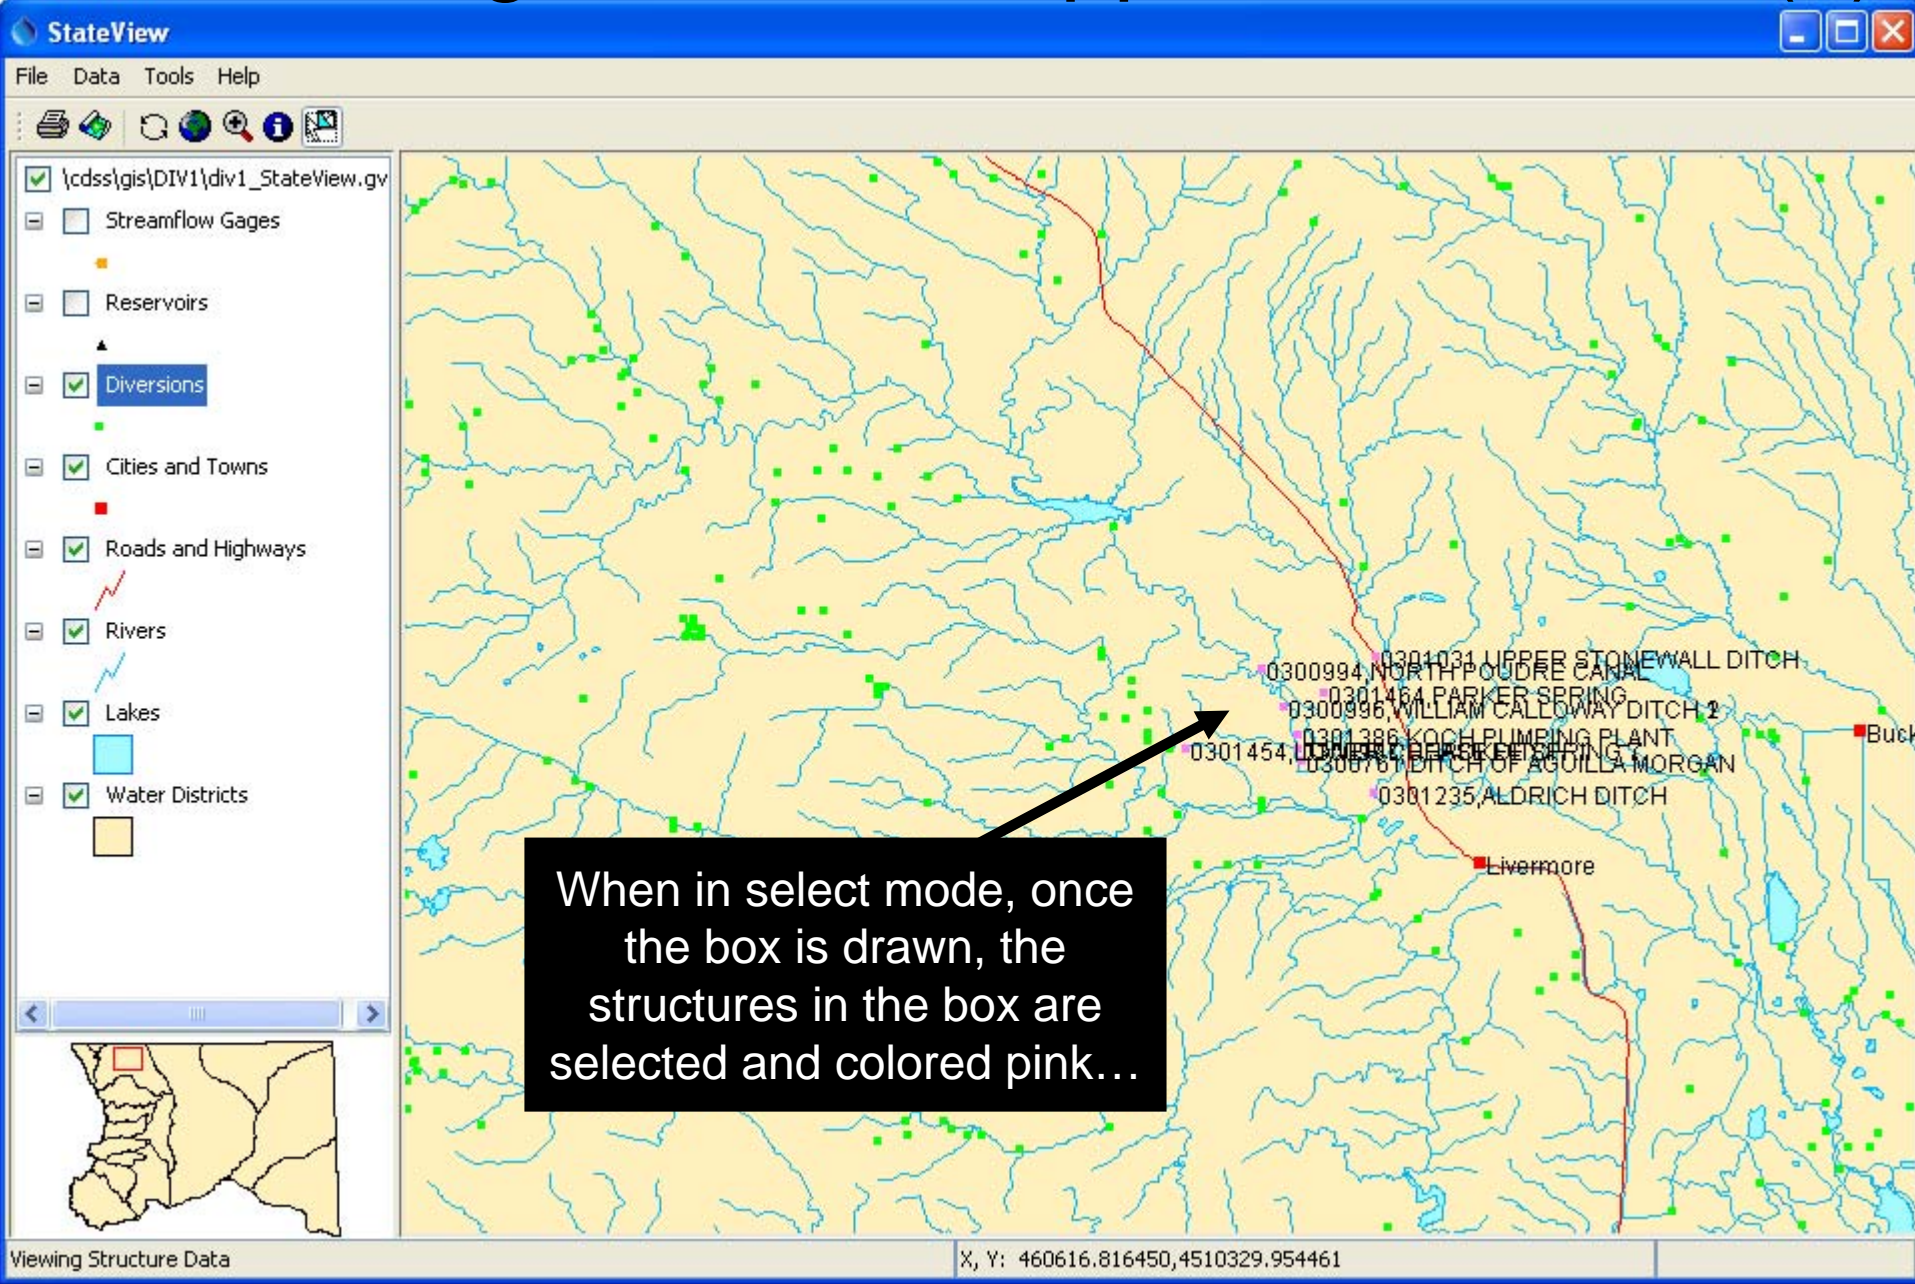 StateView
File Data Tools Help
\cdss\gis\DIV1\div1_StateView.gv
Streamflow Gages
Reservoirs
Diversions
Cities and Towns
Roads and Highways
Rivers
Lakes
Water Districts
0301031,UPPER STONEWALL DITCH
0300994,NORTH POUDRE CANAL
0301464,PARKER SPRING
0300996,WILLIAM CALLOWAY DITCH
0301386,KOCH PUMPING PLANT
0301454,
0300761 DITCH OF AGUILLA MORGAN
0301235,ALDRICH DITCH
Buck
Livermore
When in select mode, once
the box is drawn, the
structures in the box are
selected and colored pink…
Viewing Structure Data
X, Y: 460616.816450,4510329.954461